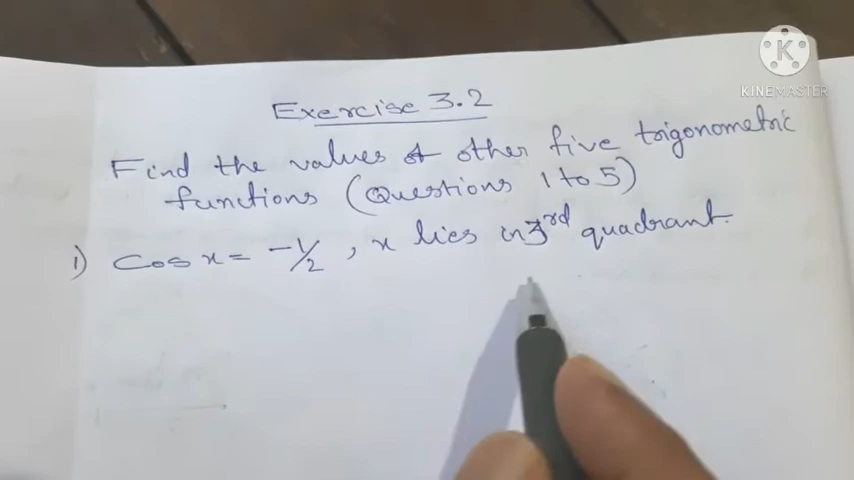 KINEMASTER
Exercise 3.2
Find the values of other five trigonometric
functions (Questions 1 to 5)
1) Cos x = -1/2, x lies in 3rd quadrant.